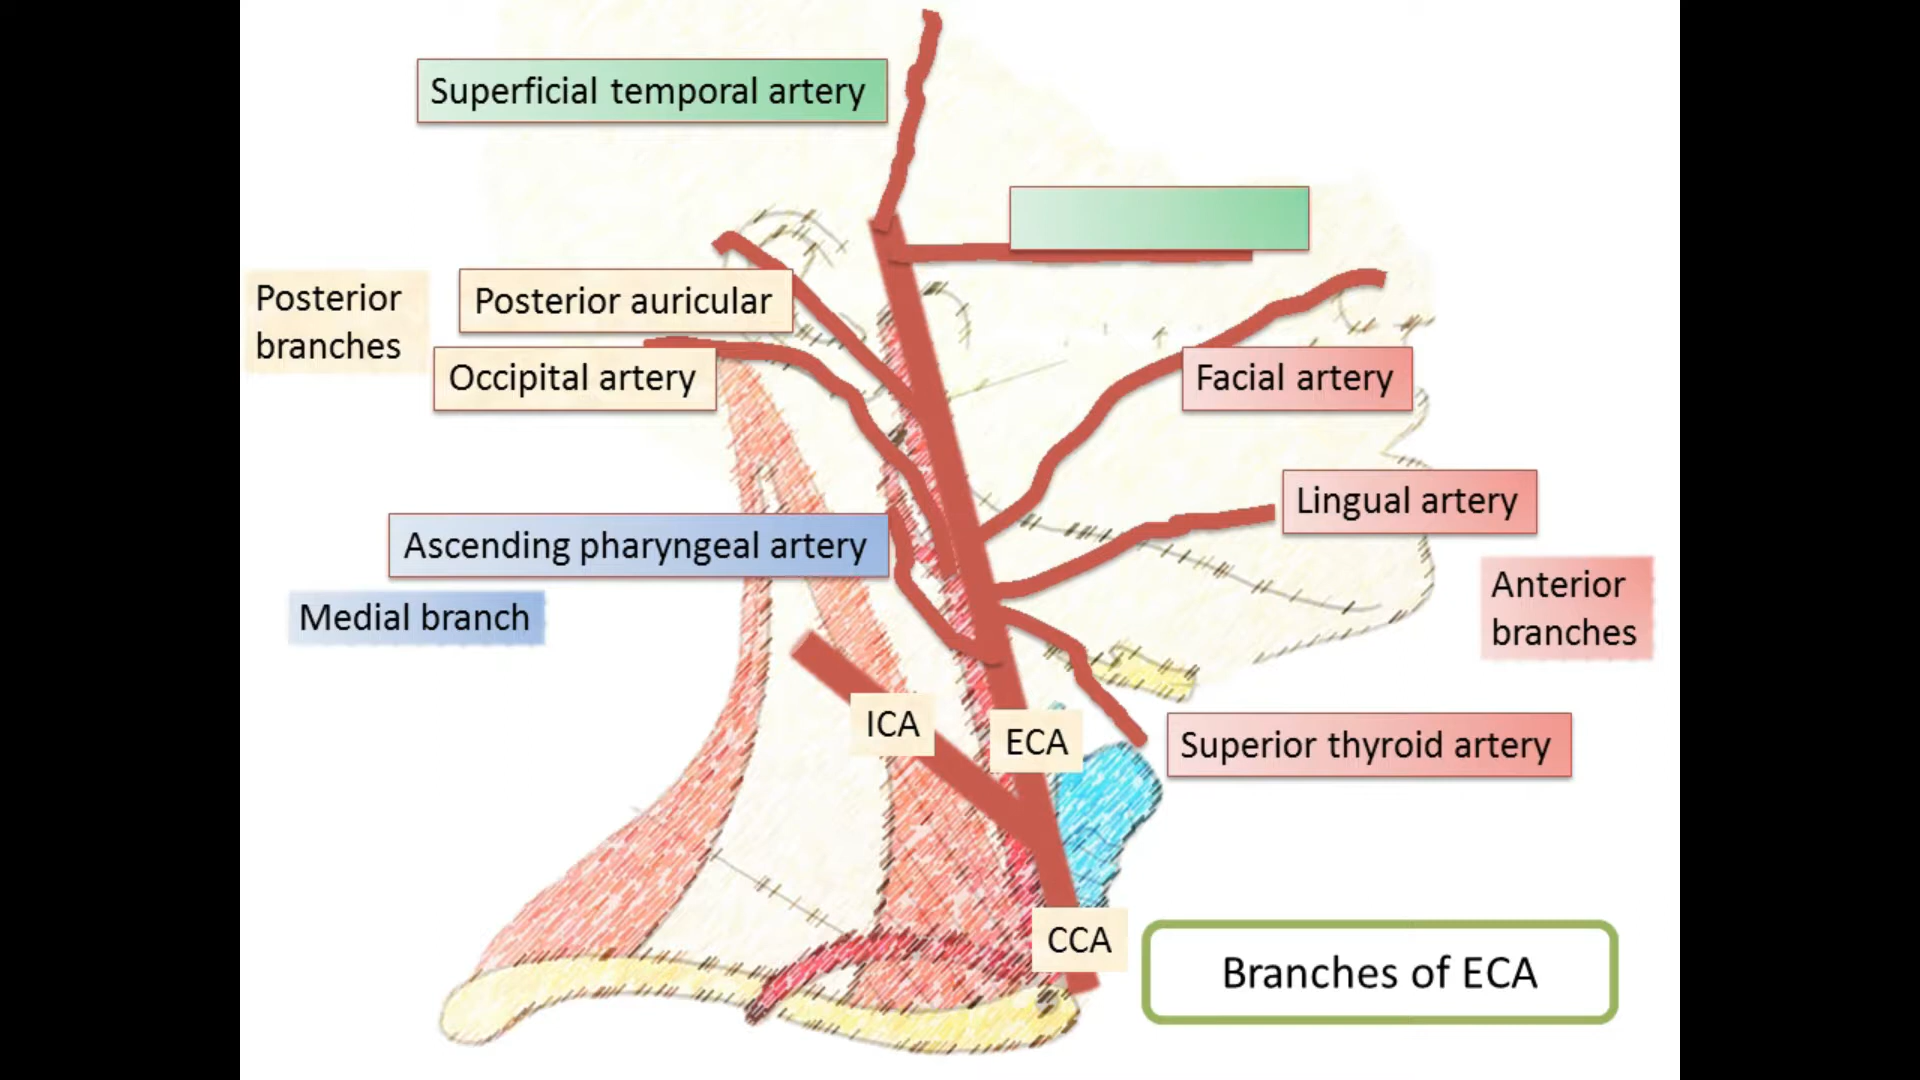 Superficial temporal artery
Posterior
branches
Posterior auricular
Occipital artery
Facial artery
Lingual artery
Ascending pharyngeal artery
Medial branch
Anterior
branches
ICA
ECA
Superior thyroid artery
CCA
Branches of ECA